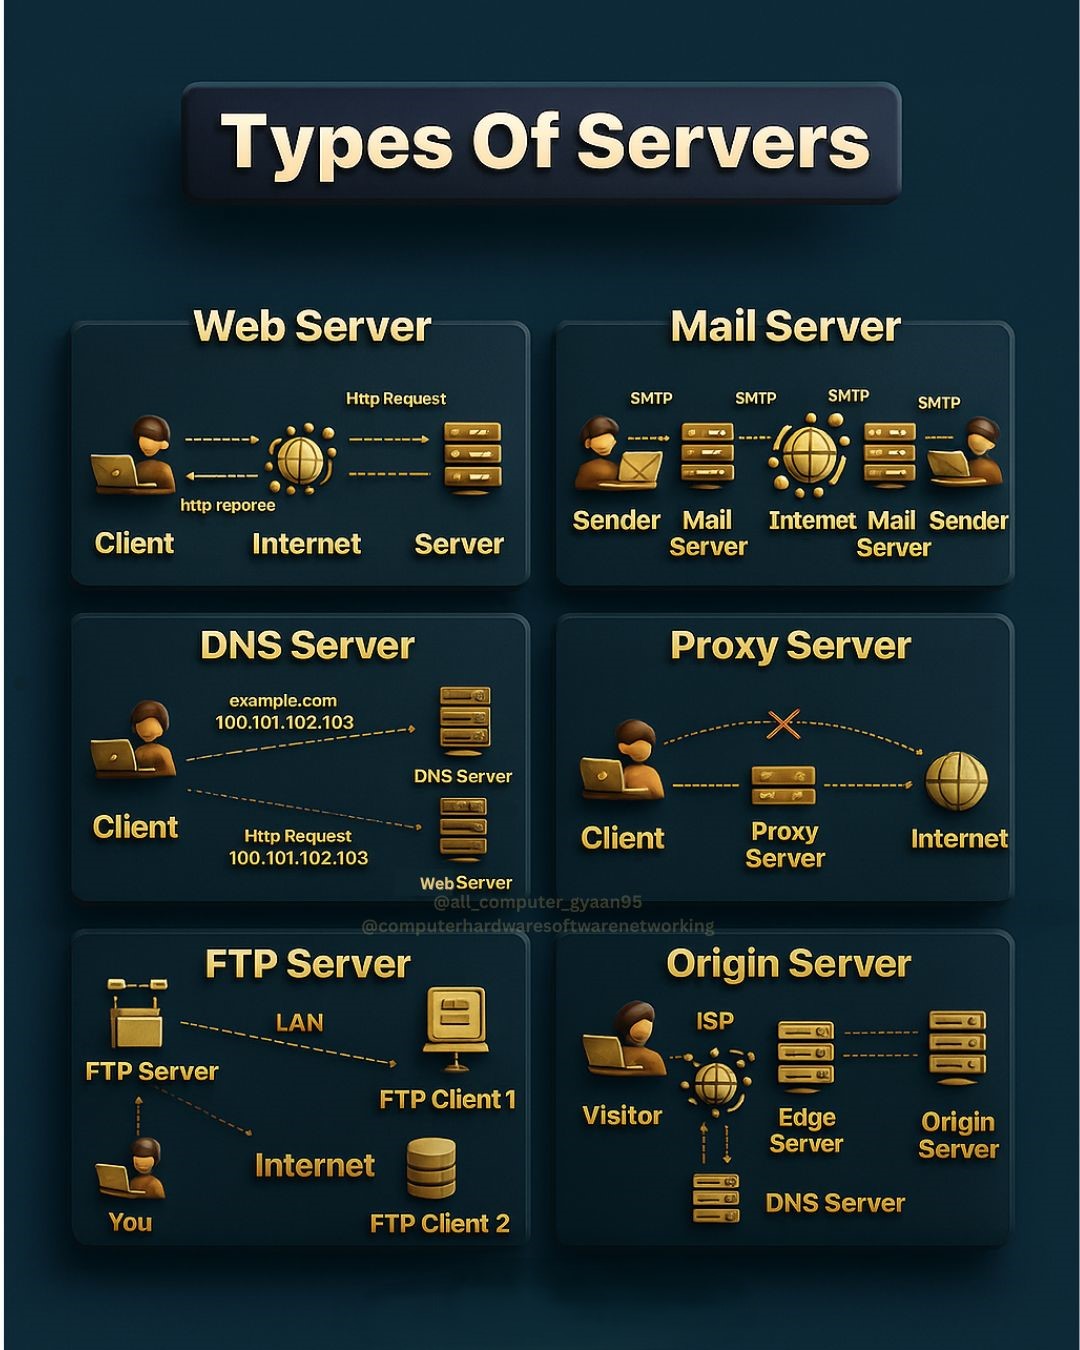 Types Of Servers
Web Server
Http Request
http reporee
Client
Internet
Server
Mail Server
SMTP
SMTP
SMTP
SMTP
Sender
Mail
Server
Intemet
Mail
Server
Sender
DNS Server
example.com
100.101.102.103
DNS Server
Client
Http Request
100.101.102.103
Web Server
Proxy Server
Client
Proxy
Server
Internet
@all_computer_gyaan95
@computerhardwaresoftwarenetworking
FTP Server
LAN
FTP Server
FTP Client 1
Internet
You
FTP Client 2
Origin Server
ISP
Visitor
Edge
Server
Origin
Server
DNS Server